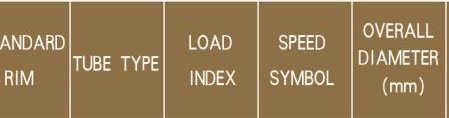 ANDARD
RIM
TUBE TYPE
LOAD
INDEX
SPEED
SYMBOL
OVERALL
DIAMETER
(mm)